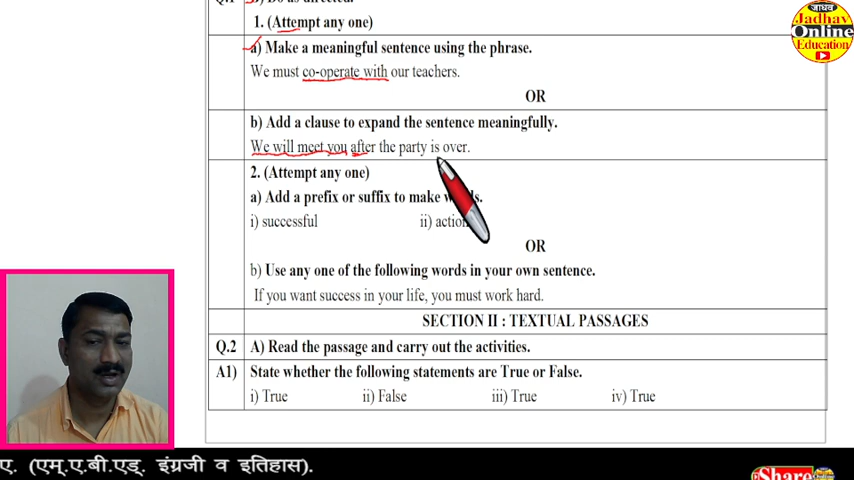 जाधव
Jadhav
Online
Education
1. (Attempt any one)
a) Make a meaningful sentence using the phrase.
We must co-operate with our teachers.
OR
b) Add a clause to expand the sentence meaningfully.
We will meet you after the party is over.
2. (Attempt any one)
a) Add a prefix or suffix to make
i) successful ii) action
OR
b) Use any one of the following words in your own sentence.
If you want success in your life, you must work hard.
SECTION II : TEXTUAL PASSAGES
Q.2 A) Read the passage and carry out the activities.
A1) State whether the following statements are True or False.
i) True ii) False iii) True iv) True
ए. (एम्.ए.बी.एड्. इंग्रजी व इतिहास).
Share